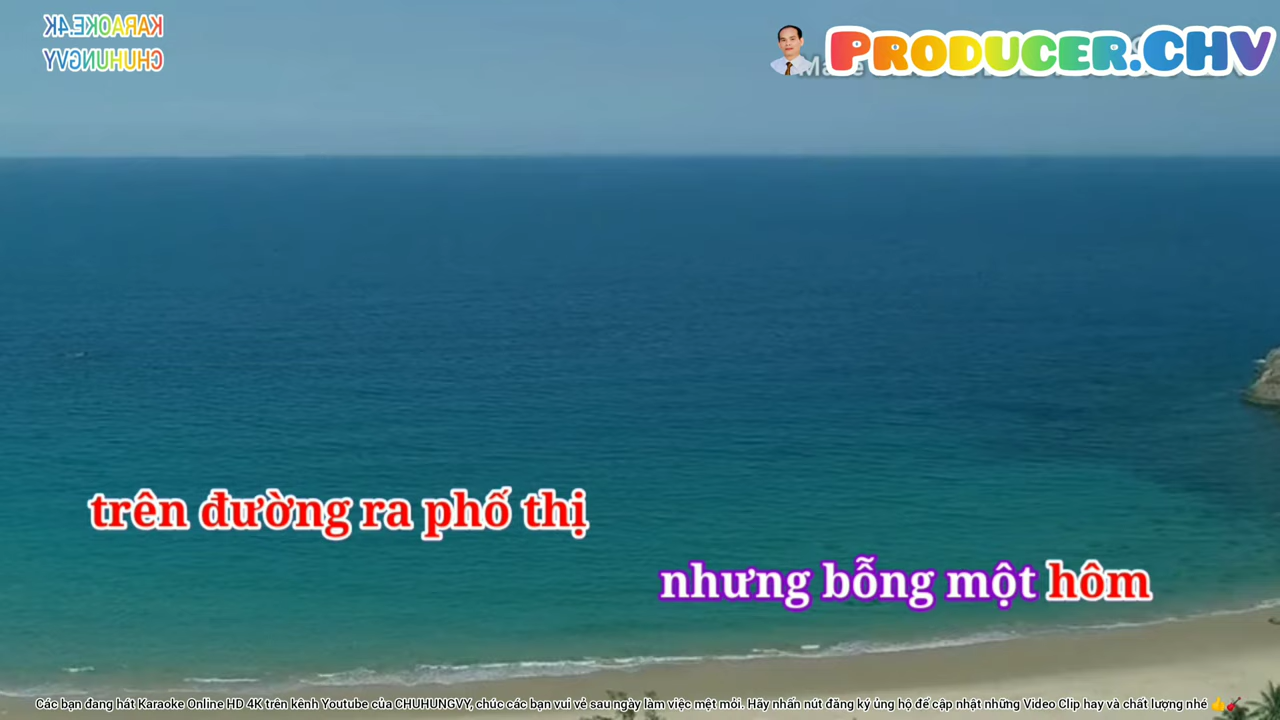 KARAOKE.4K
CHUHUNGVY
PRODUCER.CHV
trên đường ra phố thị
nhưng bỗng một hôm
Các bạn đang hát Karaoke Online HD 4K trên kênh Youtube của CHUHUNGVY, chúc các bạn vui vẻ sau ngày làm việc mệt mỏi. Hãy nhấn nút đăng ký ủng hộ để cập nhật những Video Clip hay và chất lượng nhé 👍🎸